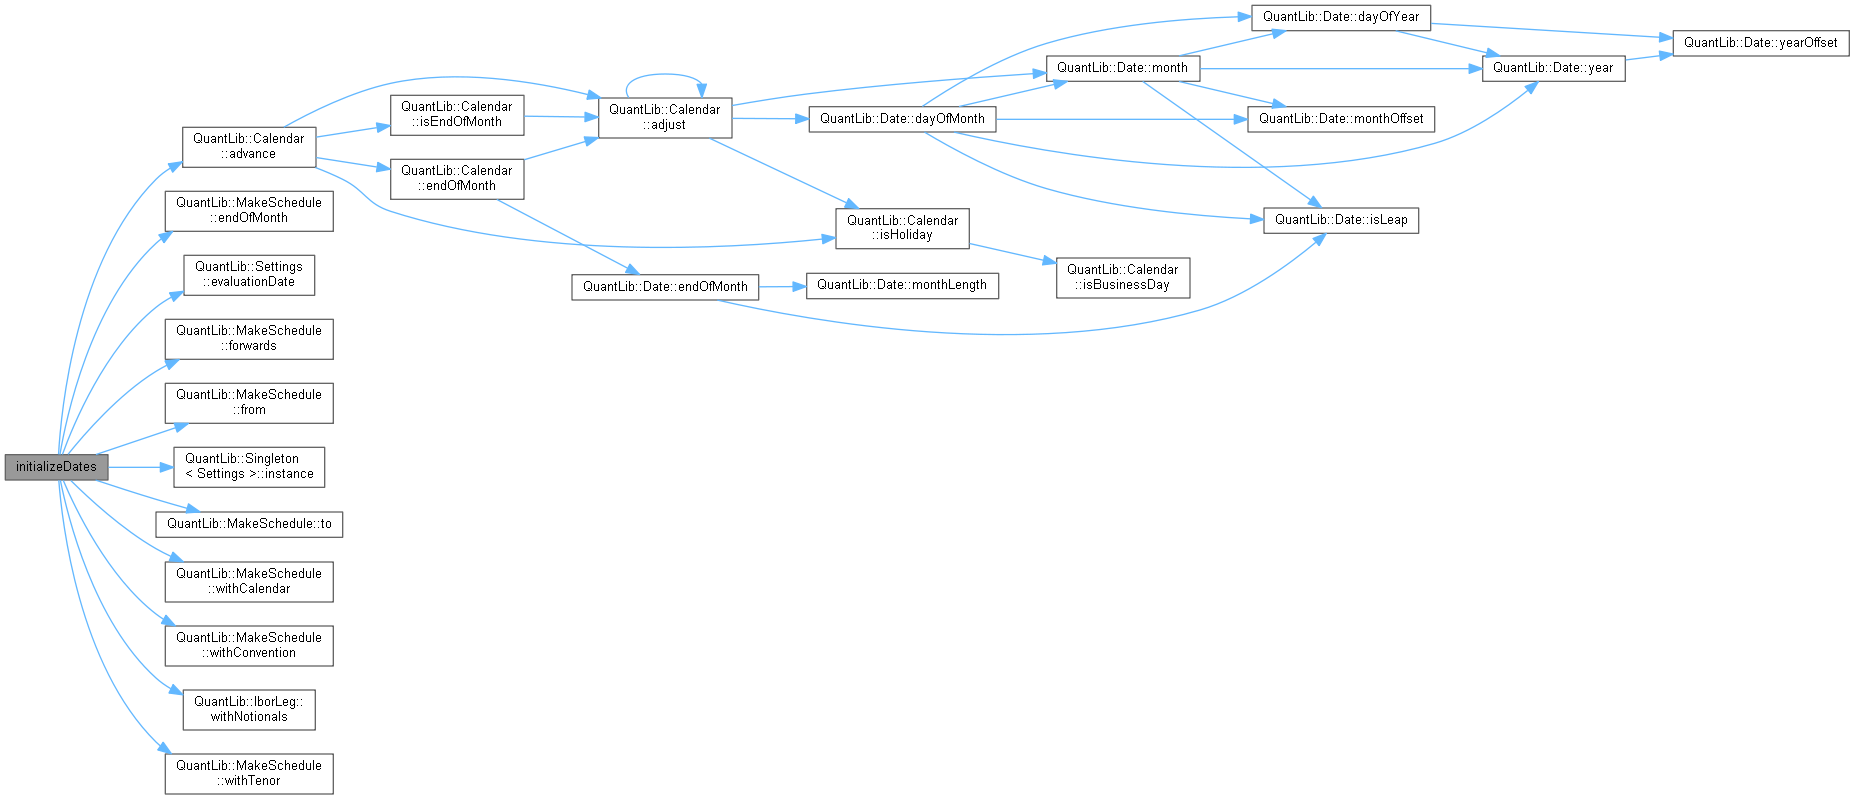 initializeDates
QuantLib::Calendar
::advance
QuantLib::MakeSchedule
::endOfMonth
QuantLib::Settings
::evaluationDate
QuantLib::MakeSchedule
::forwards
QuantLib::MakeSchedule
::from
QuantLib::Singleton
< Settings >::instance
QuantLib::MakeSchedule::to
QuantLib::MakeSchedule
::withCalendar
QuantLib::MakeSchedule
::withConvention
QuantLib::IborLeg::
withNotionals
QuantLib::MakeSchedule
::withTenor
QuantLib::Calendar
::isEndOfMonth
QuantLib::Calendar
::endOfMonth
QuantLib::Calendar
::adjust
QuantLib::Date::endOfMonth
QuantLib::Date::dayOfMonth
QuantLib::Calendar
::isHoliday
QuantLib::Date::monthLength
QuantLib::Date::month
QuantLib::Calendar
::isBusinessDay
QuantLib::Date::dayOfYear
QuantLib::Date::monthOffset
QuantLib::Date::isLeap
QuantLib::Date::year
QuantLib::Date::yearOffset